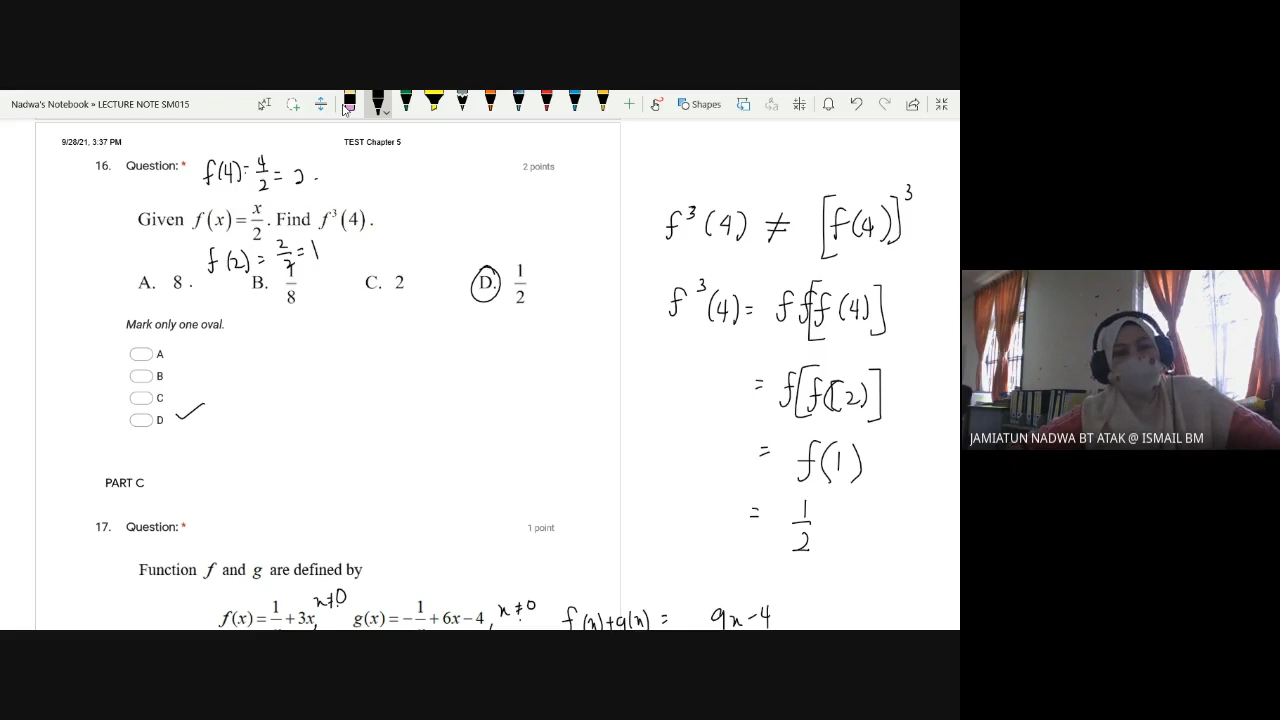 Nadwa's Notebook » LECTURE NOTE SM015
Shapes
9/28/21, 3:37 PM
TEST Chapter 5
16. Question: *
f(4) = 4/2 = 2.
2 points
Given f(x) = x/2. Find f³(4).
f(2) = 2/2 = 1
A. 8. B. 1/8 C. 2 D. 1/2
Mark only one oval.
A
B
C
D
PART C
17. Question: *
1 point
Function f and g are defined by
f(x) = 1 + 3x, x≠0 g(x) = −1 + 6x − 4, x≠0
f³(4) ≠ [f(4)]³
f³(4) = ff[f(4)]
= f[f(2)]
= f(1)
= 1/2
f(x)+g(x) = 9x−4
JAMIATUN NADWA BT ATAK @ ISMAIL BM